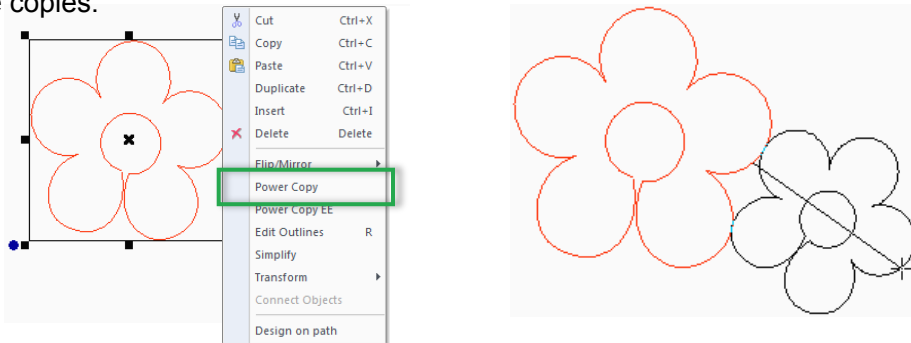 copies.
Cut Ctrl+X
Copy Ctrl+C
Paste Ctrl+V
Duplicate Ctrl+D
Insert Ctrl+I
Delete Delete
Flip/Mirror
Power Copy
Power Copy EE
Edit Outlines R
Simplify
Transform
Connect Objects
Design on path